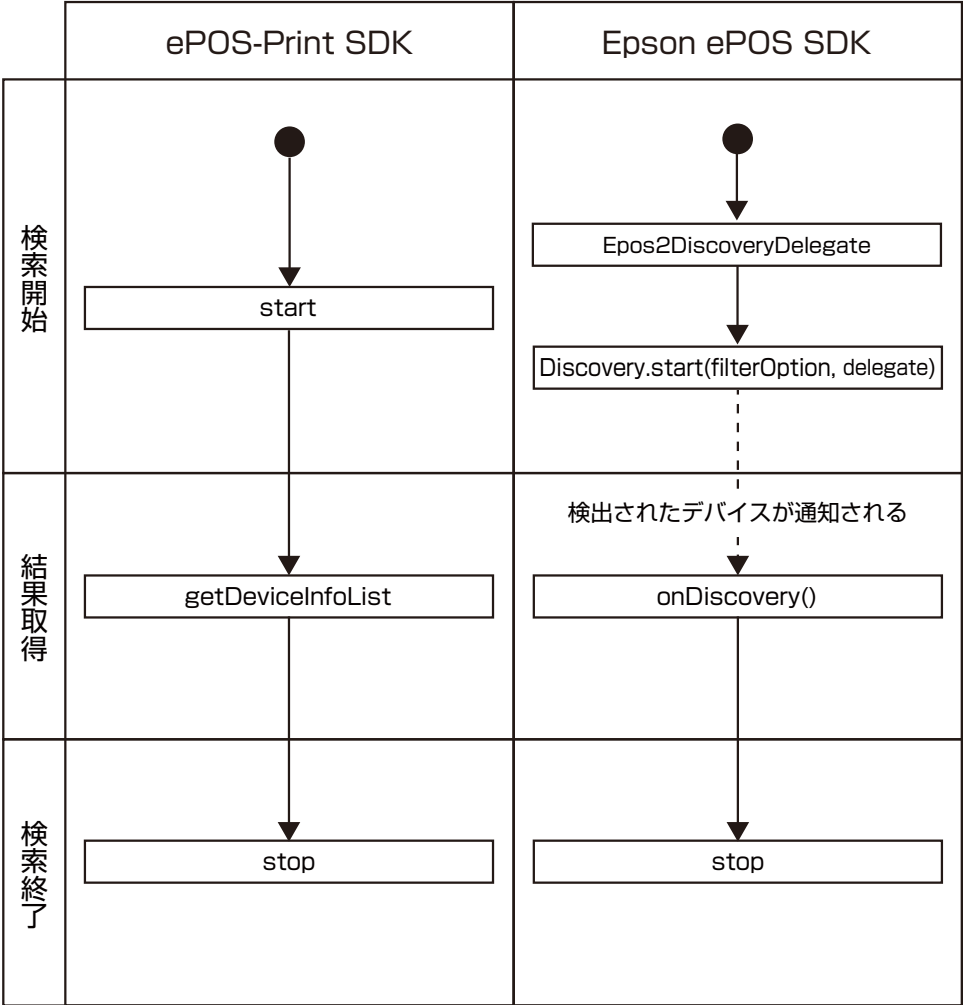 ePOS-Print SDK
Epson ePOS SDK
検索開始
start
Epos2DiscoveryDelegate
Discovery.start(filterOption, delegate)
結果取得
検出されたデバイスが通知される
getDeviceInfoList
onDiscovery()
検索終了
stop
stop